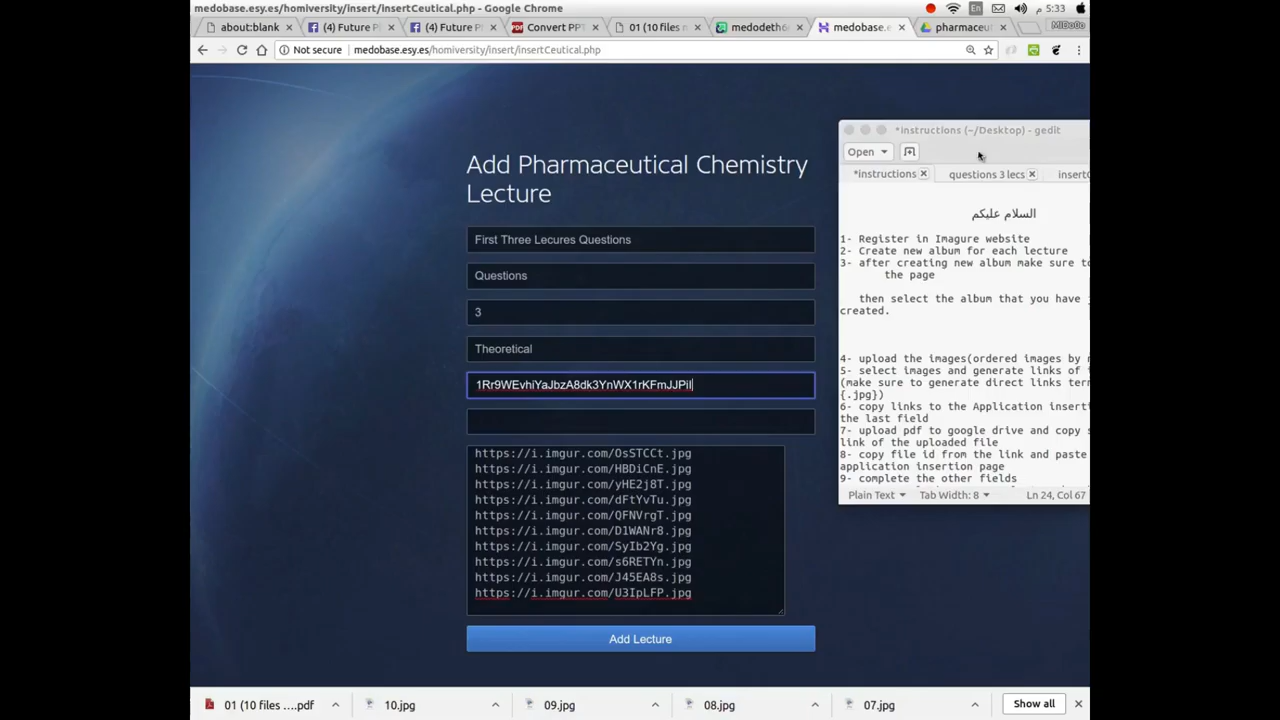 medobase.esy.es/homiversity/insert/insertCeutical.php - Google Chrome
En
5:33 م
about:blank
(4) Future P
(4) Future P
Convert PPT
01 (10 files n
medodeth6
medobase.e
pharmaceut
MiDoOo
Not secure
medobase.esy.es/homiversity/insert/insertCeutical.php
Add Pharmaceutical Chemistry
Lecture
First Three Lecures Questions
Questions
3
Theoretical
1Rr9WEvhiYaJbzA8dk3YnWX1rKFmJJPiI
https://i.imgur.com/OsSTCCt.jpg
https://i.imgur.com/HBDiCnE.jpg
https://i.imgur.com/yHE2j8T.jpg
https://i.imgur.com/dFtYvTu.jpg
https://i.imgur.com/QFNVrgT.jpg
https://i.imgur.com/D1WANr8.jpg
https://i.imgur.com/SyIb2Yg.jpg
https://i.imgur.com/s6RETYn.jpg
https://i.imgur.com/J45EA8s.jpg
https://i.imgur.com/U3IpLFP.jpg
Add Lecture
*instructions (~/Desktop) - gedit
Open
*instructions
questions 3 lecs
insertC
السلام عليكم
1- Register in Imagure website
2- Create new album for each lecture
3- after creating new album make sure to
the page
then select the album that you have
created.
4- upload the images(ordered images by n
5- select images and generate links of i
(make sure to generate direct links ter
{.jpg})
6- copy links to the Application inserti
the last field
7- upload pdf to google drive and copy s
link of the uploaded file
8- copy file id from the link and paste
application insertion page
9- complete the other fields
Plain Text
Tab Width: 8
Ln 24, Col 67
01 (10 files ....pdf
10.jpg
09.jpg
08.jpg
07.jpg
Show all